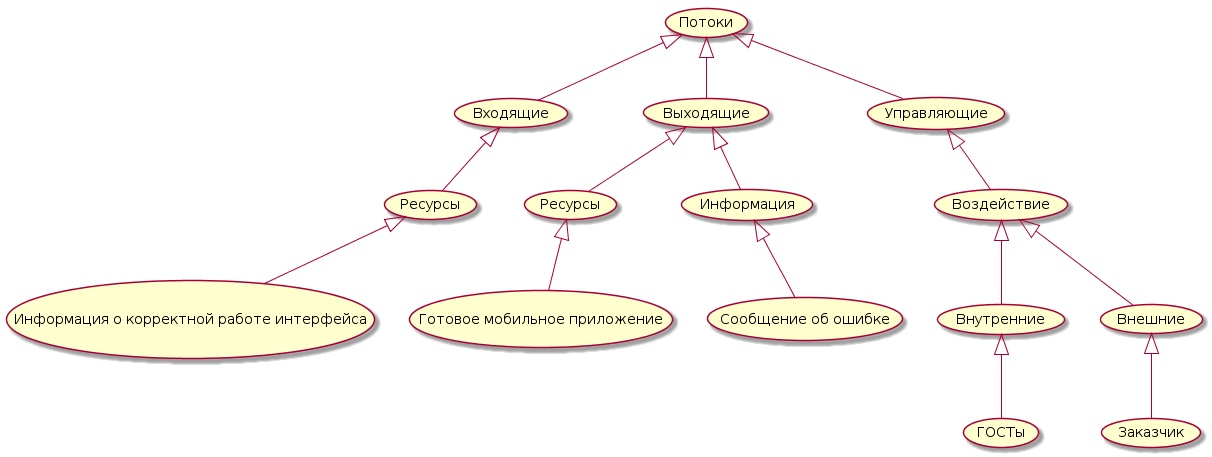 Потоки
Входящие
Выходящие
Управляющие
Ресурсы
Ресурсы
Информация
Воздействие
Информация о корректной работе интерфейса
Готовое мобильное приложение
Сообщение об ошибке
Внутренние
Внешние
ГОСТы
Заказчик